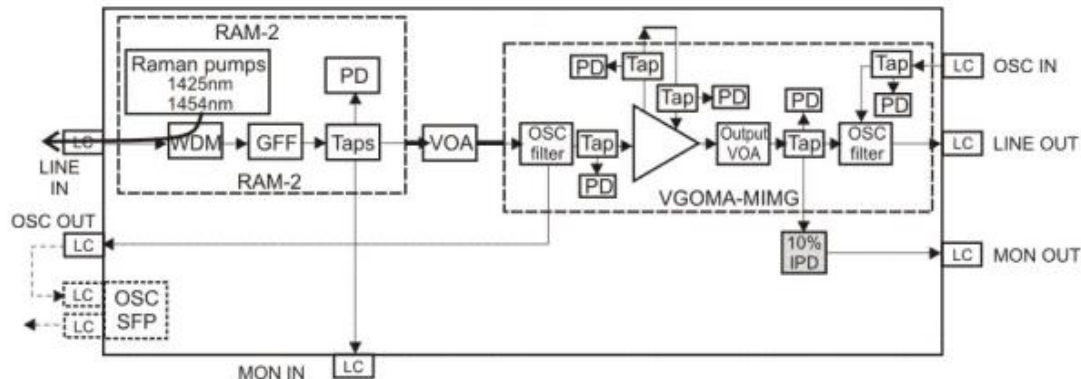 RAM-2
Raman pumps
1425nm
1454nm
PD
LC
LINE
IN
WDM
GFF
Taps
RAM-2
VOA
OSC
filter
Tap
PD
PD
Tap
Tap
PD
Output
VOA
PD
Tap
Tap
PD
OSC
filter
VGOMA-MIMG
LC
OSC IN
LC
LINE OUT
10%
IPD
LC
MON OUT
OSC OUT
LC
LC
LC
OSC
SFP
LC
MON IN